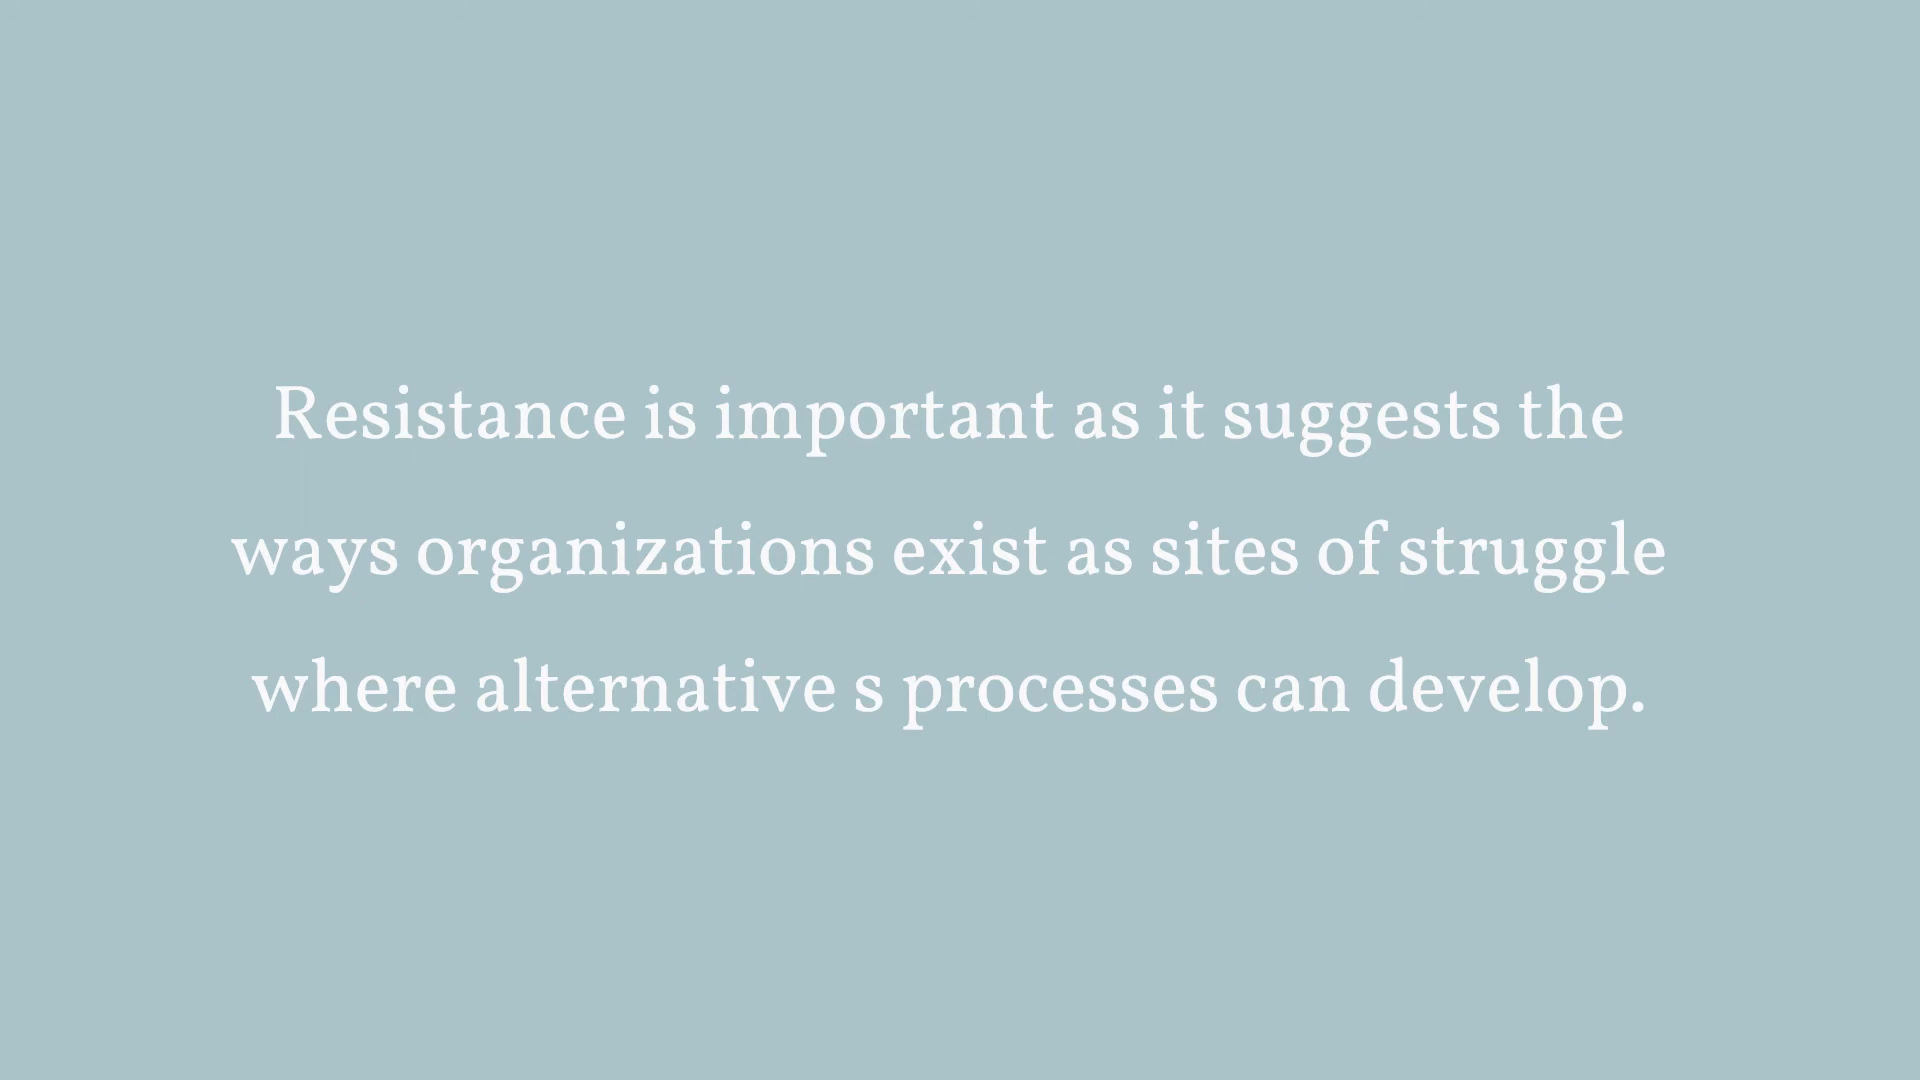 Resistance is important as it suggests the
ways organizations exist as sites of struggle
where alternative s processes can develop.